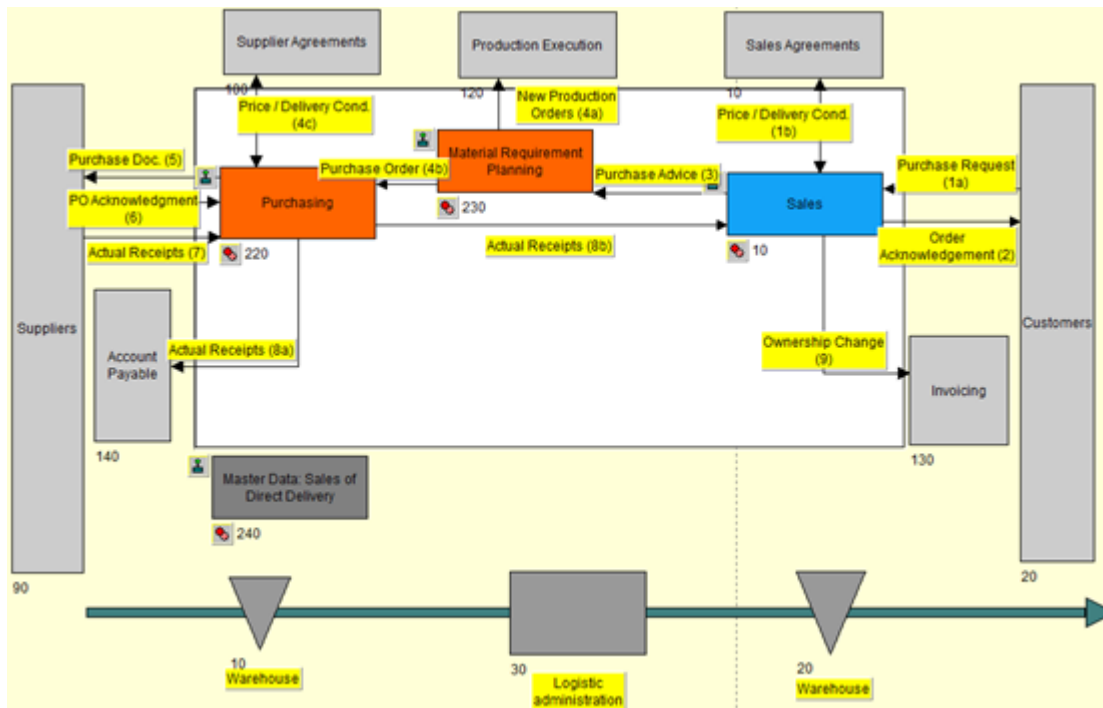 Supplier Agreements
Production Execution
Sales Agreements
100
120
10
Price / Delivery Cond.
(4c)
New Production
Orders (4a)
Price / Delivery Cond.
(1b)
Purchase Doc. (5)
Purchase Order (4b)
Material Requirement
Planning
Purchase Advice (3)
Purchase Request
(1a)
PO Acknowledgment
(6)
Purchasing
230
Sales
Actual Receipts (7)
220
Actual Receipts (8b)
10
Order
Acknowledgement (2)
Suppliers
Customers
Account
Payable
Actual Receipts (8a)
Ownership Change
(9)
Invoicing
140
130
Master Data: Sales of
Direct Delivery
240
90
20
10
Warehouse
30
Logistic
administration
20
Warehouse